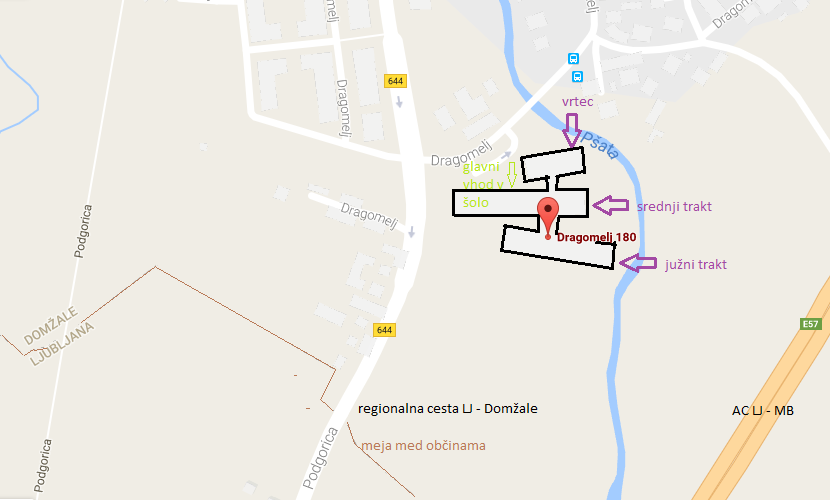 Dragomelj
644
Dragomelj
vrtec
Pšata
Dragomelj
glavni
vhod v
šolo
srednji trakt
Dragomelj
Podgorica
Dragomelj 180
južni trakt
E57
DOMŽALE
LJUBLJANA
644
regionalna cesta LJ - Domžale
AC LJ - MB
meja med občinama
Podgorica
Podgorica